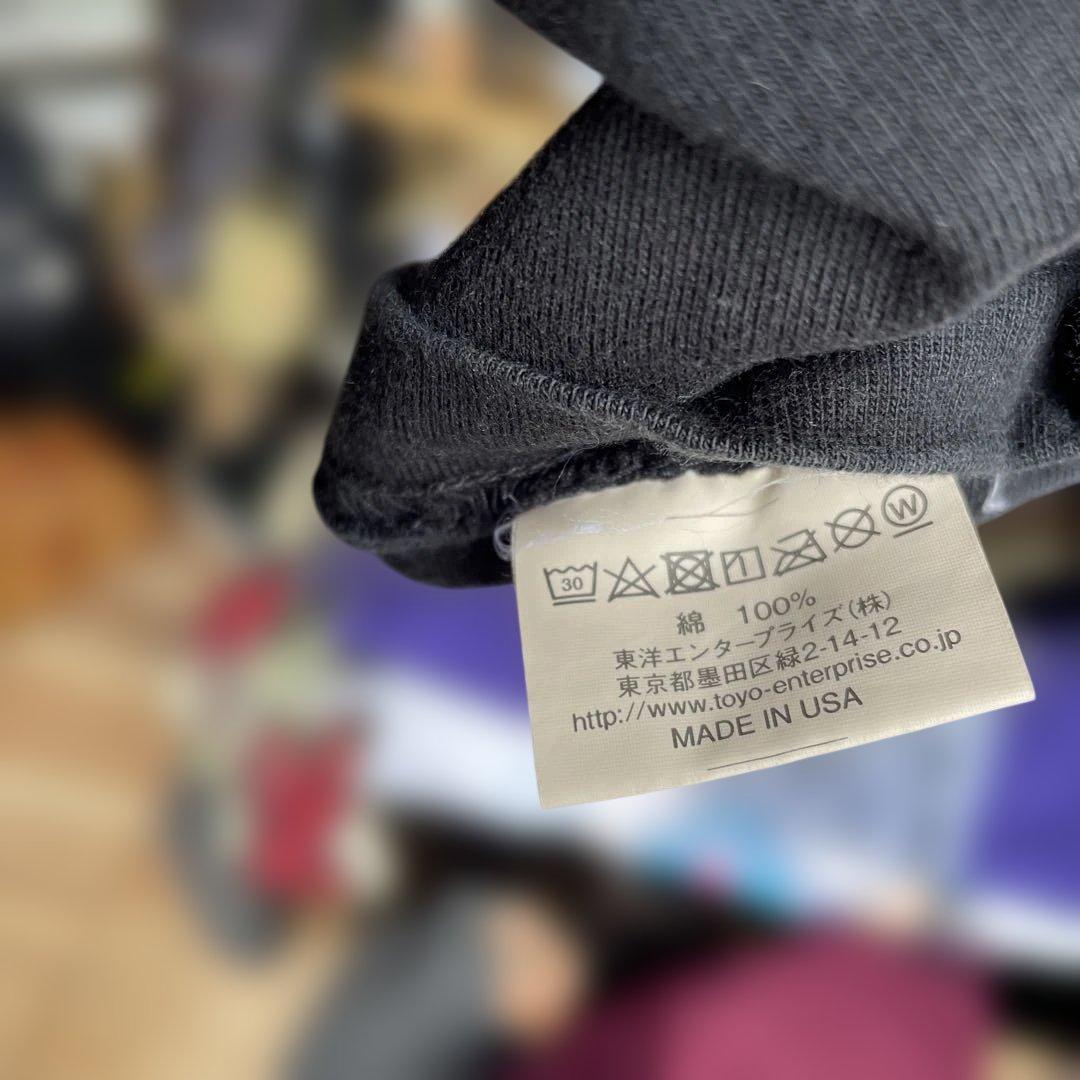 30 W
綿 100%
東洋エンタープライズ(株)
東京都墨田区緑2-14-12
http://www.toyo-enterprise.co.jp
MADE IN USA